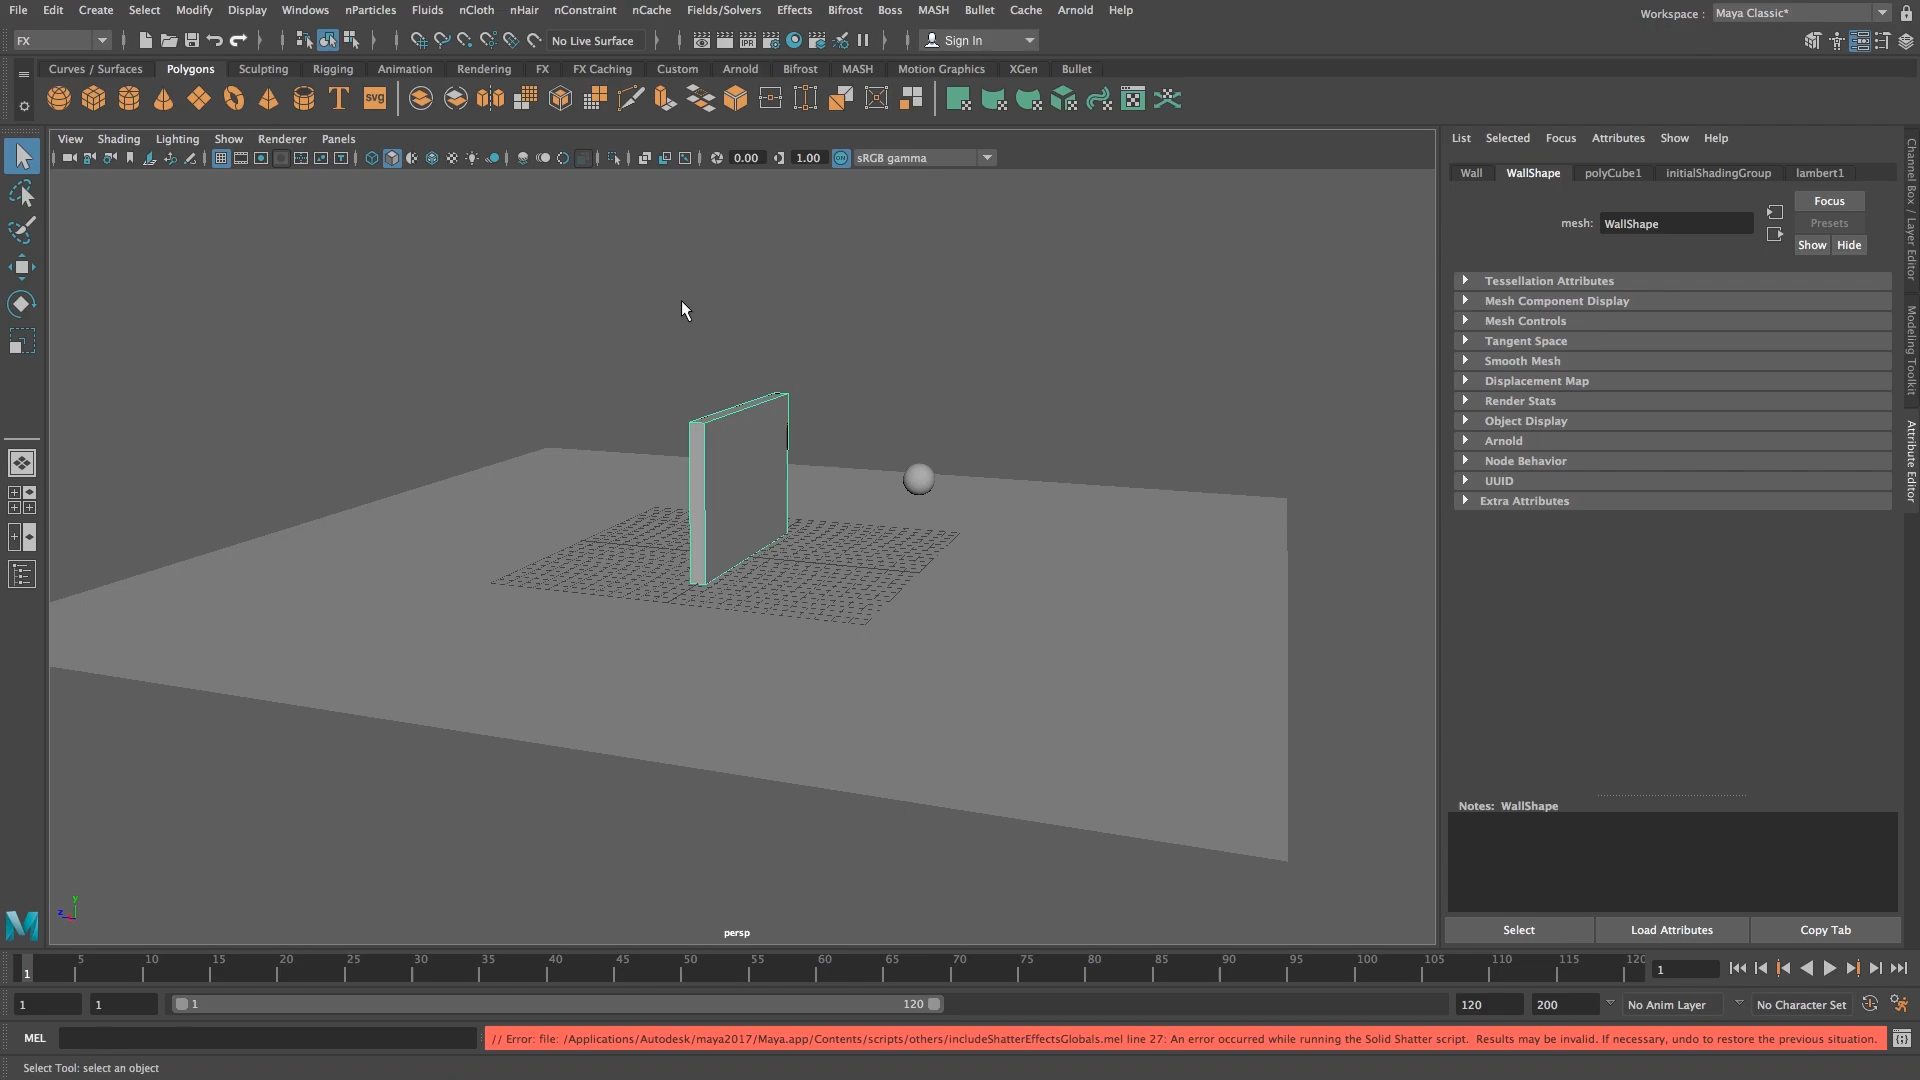 File Edit Create Select Modify Display Windows nParticles Fluids nCloth nHair nConstraint nCache Fields/Solvers Effects Bifrost Boss MASH Bullet Cache Arnold Help
Workspace : Maya Classic*
FX
No Live Surface
Sign In
Curves / Surfaces Polygons Sculpting Rigging Animation Rendering FX FX Caching Custom Arnold Bifrost MASH Motion Graphics XGen Bullet
T
SVG
View Shading Lighting Show Renderer Panels
0.00
1.00
sRGB gamma
List Selected Focus Attributes Show Help
Wall WallShape polyCube1 initialShadingGroup lambert1
Focus
mesh: WallShape
Presets
Show Hide
Tessellation Attributes
Mesh Component Display
Mesh Controls
Tangent Space
Smooth Mesh
Displacement Map
Render Stats
Object Display
Arnold
Node Behavior
UUID
Extra Attributes
Notes: WallShape
Select Load Attributes Copy Tab
Channel Box / Layer Editor
Modeling Toolkit
Attribute Editor
y
z
persp
1 5 10 15 20 25 30 35 40 45 50 55 60 65 70 75 80 85 90 95 100 105 110 115 120
1
1
1
1
120
120
200
No Anim Layer
No Character Set
MEL
// Error: file: /Applications/Autodesk/maya2017/Maya.app/Contents/scripts/others/includeShatterEffectsGlobals.mel line 27: An error occurred while running the Solid Shatter script. Results may be invalid. If necessary, undo to restore the previous situation.
Select Tool: select an object